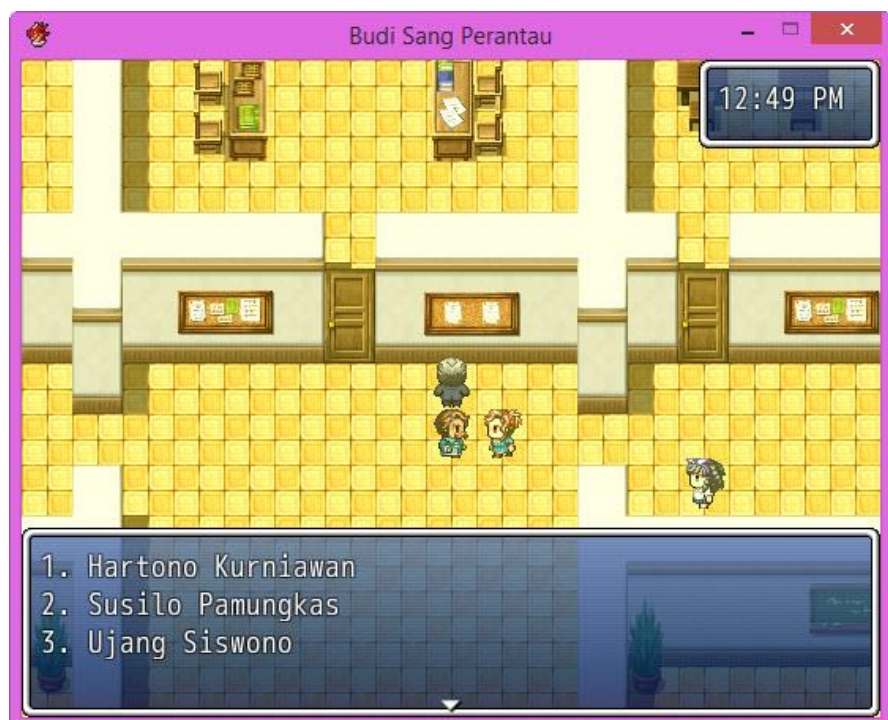 Budi Sang Perantau
12:49 PM
1. Hartono Kurniawan
2. Susilo Pamungkas
3. Ujang Siswono